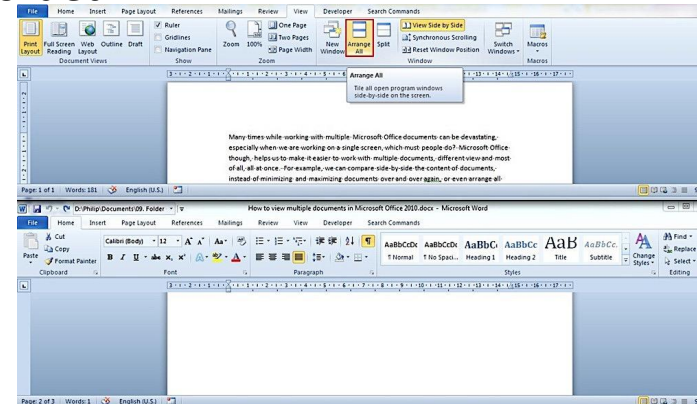 File Home Insert Page Layout References Mailings Review View Developer Search Commands
Print Layout Full Screen Reading Web Layout Outline Draft
Document Views
Ruler
Gridlines
Navigation Pane
Show
Zoom 100% One Page
Two Pages
Page Width
Zoom
New Window Arrange All Split
View Side by Side
Synchronous Scrolling
Reset Window Position
Switch Windows
Window
Macros
Macros
Arrange All
Tile all open program windows
side-by-side on the screen.
Many times while working with multiple Microsoft Office documents can be devastating,
especially when we are working on a single screen, which must people do? Microsoft Office
though, helps us to make it easier to work with multiple documents, different view and most
of all, all at once. For example, we can compare side-by-side the content of documents,
instead of minimizing and maximizing documents over and over again, or even arrange all
Page: 1 of 1 Words: 181 English (U.S.)
D:\Philip\Documents\09. Folder How to view multiple documents in Microsoft Office 2010.docx - Microsoft Word
File Home Insert Page Layout References Mailings Review View Developer Search Commands
Paste
Cut
Copy
Format Painter
Clipboard
Calibri (Body) 12
Font
Paragraph
AaBbCcDc AaBbCcDc AaBbC AaBbCc AaB AaBbCc.
¶ Normal ¶ No Spaci... Heading 1 Heading 2 Title Subtitle
Change Styles
Styles
Find
Replace
Select
Editing
Page: 2 of 3 Words: 1 English (U.S.)